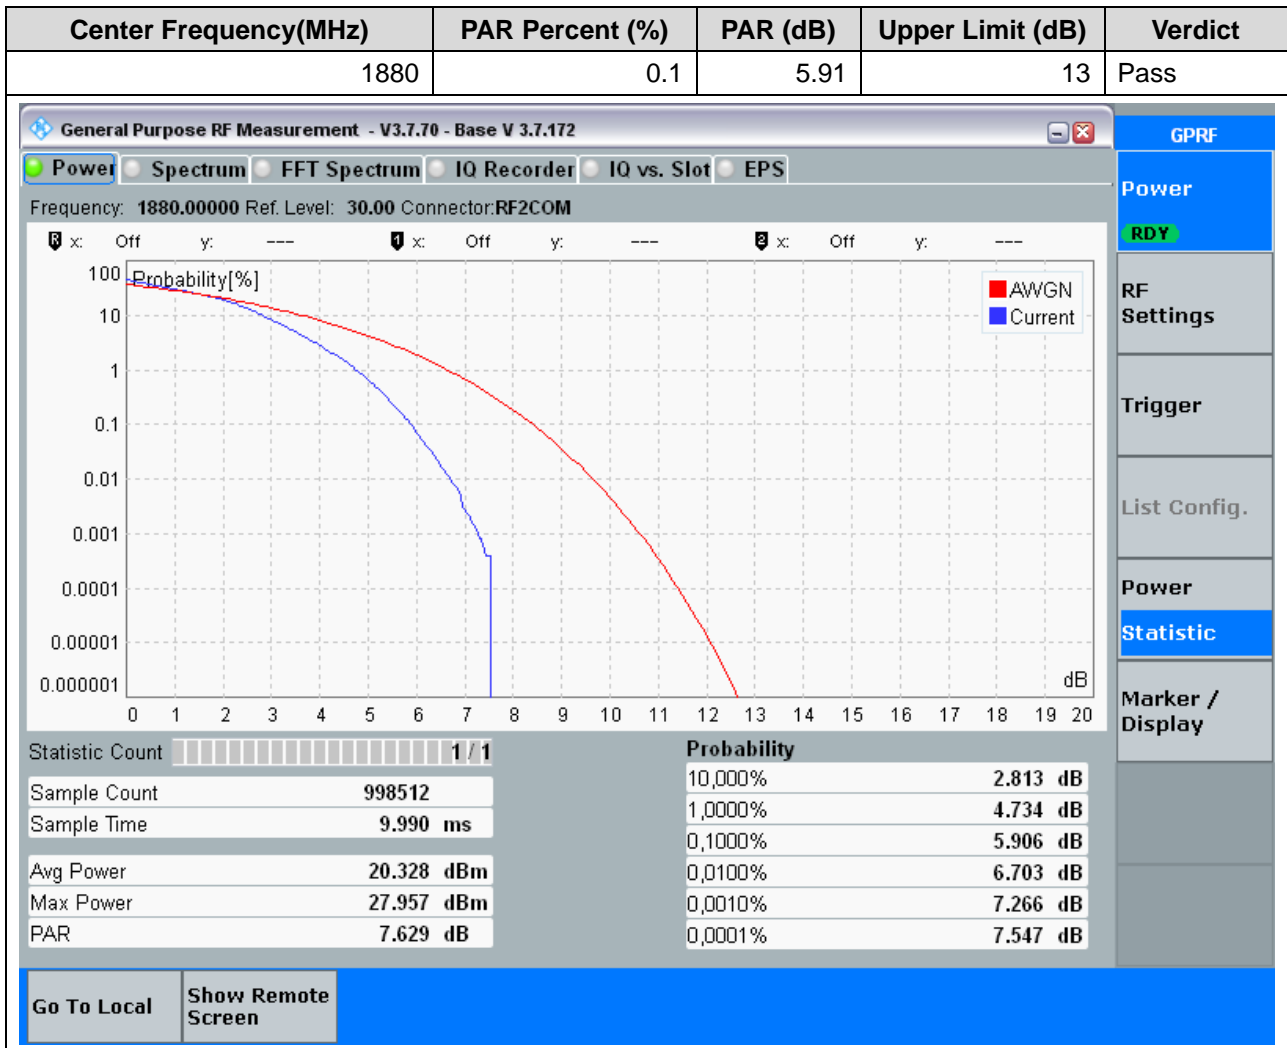 Center Frequency(MHz) PAR Percent (%) PAR (dB) Upper Limit (dB) Verdict
1880 0.1 5.91 13 Pass
General Purpose RF Measurement - V3.7.70 - Base V 3.7.172
GPRF
Power Spectrum FFT Spectrum IQ Recorder IQ vs. Slot EPS
Frequency: 1880.00000 Ref. Level: 30.00 Connector:RF2COM
R x: Off y: --- 1 x: Off y: --- 2 x: Off y: ---
Power
RDY
RF
Settings
Trigger
List Config.
Power
Statistic
Marker /
Display
Probability[%]
AWGN
Current
100
10
1
0.1
0.01
0.001
0.0001
0.00001
0.000001
dB
0 1 2 3 4 5 6 7 8 9 10 11 12 13 14 15 16 17 18 19 20
Statistic Count 1 / 1
Sample Count 998512
Sample Time 9.990 ms
Avg Power 20.328 dBm
Max Power 27.957 dBm
PAR 7.629 dB
Probability
10,000% 2.813 dB
1,0000% 4.734 dB
0,1000% 5.906 dB
0,0100% 6.703 dB
0,0010% 7.266 dB
0,0001% 7.547 dB
Go To Local
Show Remote
Screen